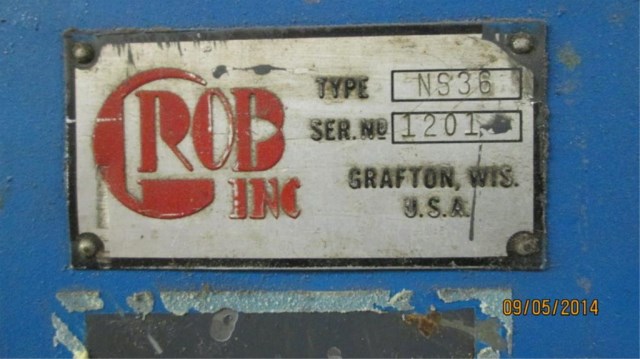 GROB
INC
TYPE NS36
SER.NO 1201
GRAFTON, WIS.
U.S.A.
09/05/2014